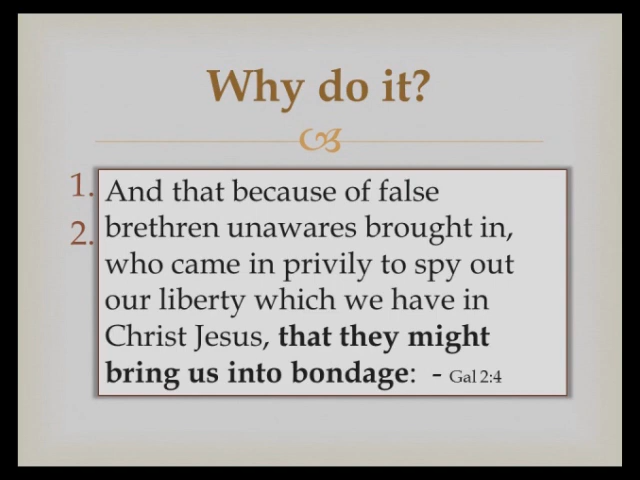 Why do it?
1.
2.
And that because of false
brethren unawares brought in,
who came in privily to spy out
our liberty which we have in
Christ Jesus, that they might
bring us into bondage:  - Gal 2:4